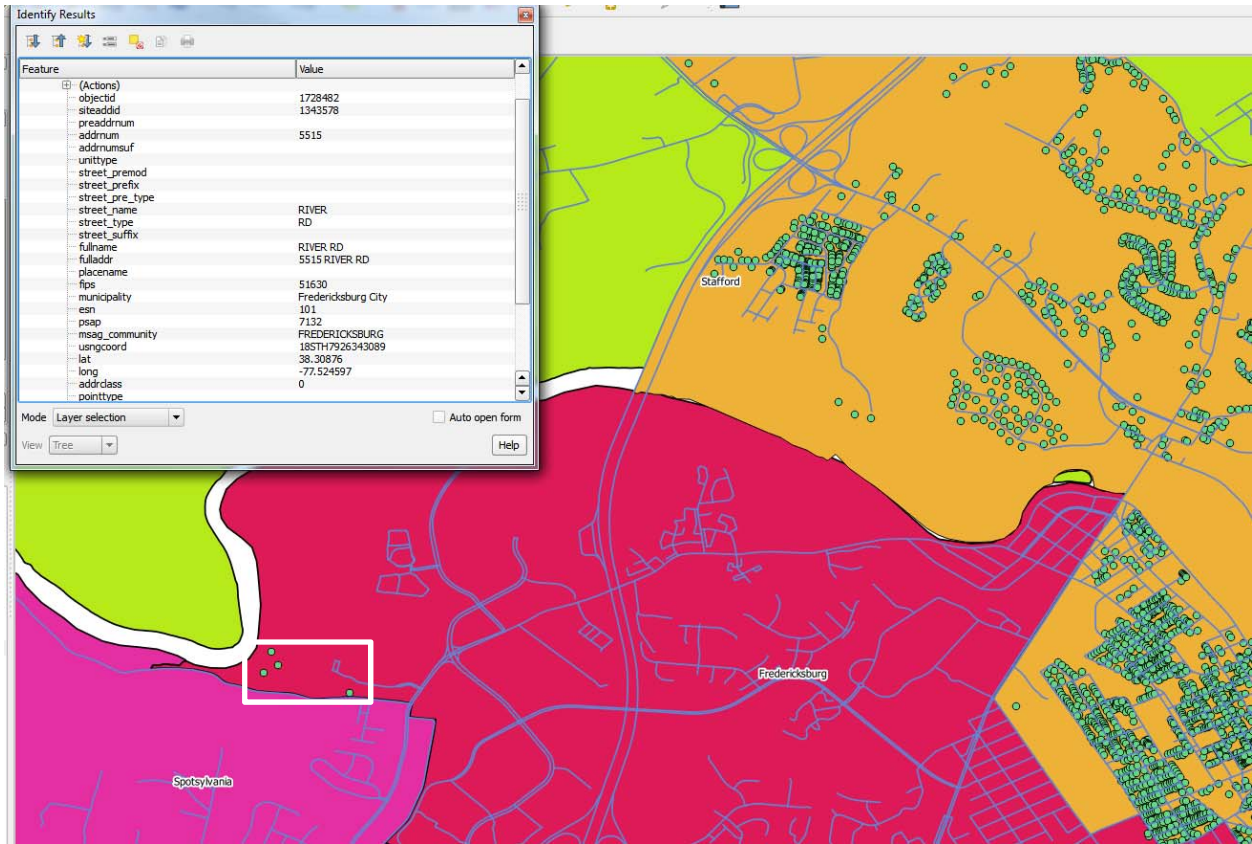 Identify Results
Feature Value
(Actions)
objectid 1728482
siteaddid 1343578
preaddrnum
addrnum 5515
addrnumsuf
unittype
street_premod
street_prefix
street_pre_type
street_name RIVER
street_type RD
street_suffix
fullname RIVER RD
fulladdr 5515 RIVER RD
placename
fips 51630
municipality Fredericksburg City
esn 101
psap 7132
msag_community FREDERICKSBURG
usngcoord 18STH7926343089
lat 38.30876
long -77.524597
addrclass 0
pointtype
Mode Layer selection Auto open form
View Tree Help
Stafford
Fredericksburg
Spotsylvania